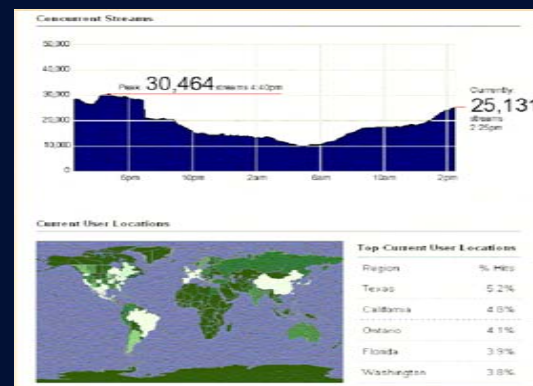 Concurrent Streams
50,000
40,000
30,000
20,000
10,000
0
Peak: 30,464 streams 4:40pm
Currently:
25,131
streams
2:25pm
6pm 10pm 2am 6am 10am 2pm
Current User Locations
Top Current User Locations
Region % Hits
Texas 5.2%
California 4.8%
Ontario 4.1%
Florida 3.9%
Washington 3.8%